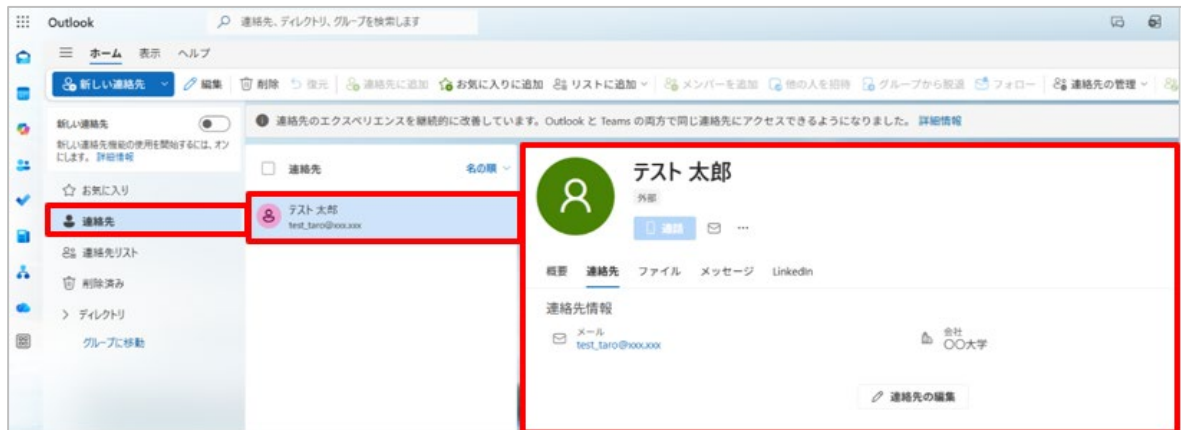 Outlook
連絡先、ディレクトリ、グループを検索します
ホーム 表示 ヘルプ
新しい連絡先 編集 削除 復元 連絡先に追加 お気に入りに追加 リストに追加 メンバーを追加 他の人を招待 グループから脱退 フォロー 連絡先の管理
新しい連絡先
新しい連絡先機能の使用を開始するには、オン
にします。 詳細情報
お気に入り
連絡先
連絡先リスト
削除済み
ディレクトリ
グループに移動
連絡先のエクスペリエンスを継続的に改善しています。Outlook と Teams の両方で同じ連絡先にアクセスできるようになりました。 詳細情報
連絡先 名の順
テスト 太郎
test_taro@xxx.xxx
テスト 太郎
外部
通話
概要 連絡先 ファイル メッセージ LinkedIn
連絡先情報
メール
test_taro@xxx.xxx
会社
〇〇大学
連絡先の編集